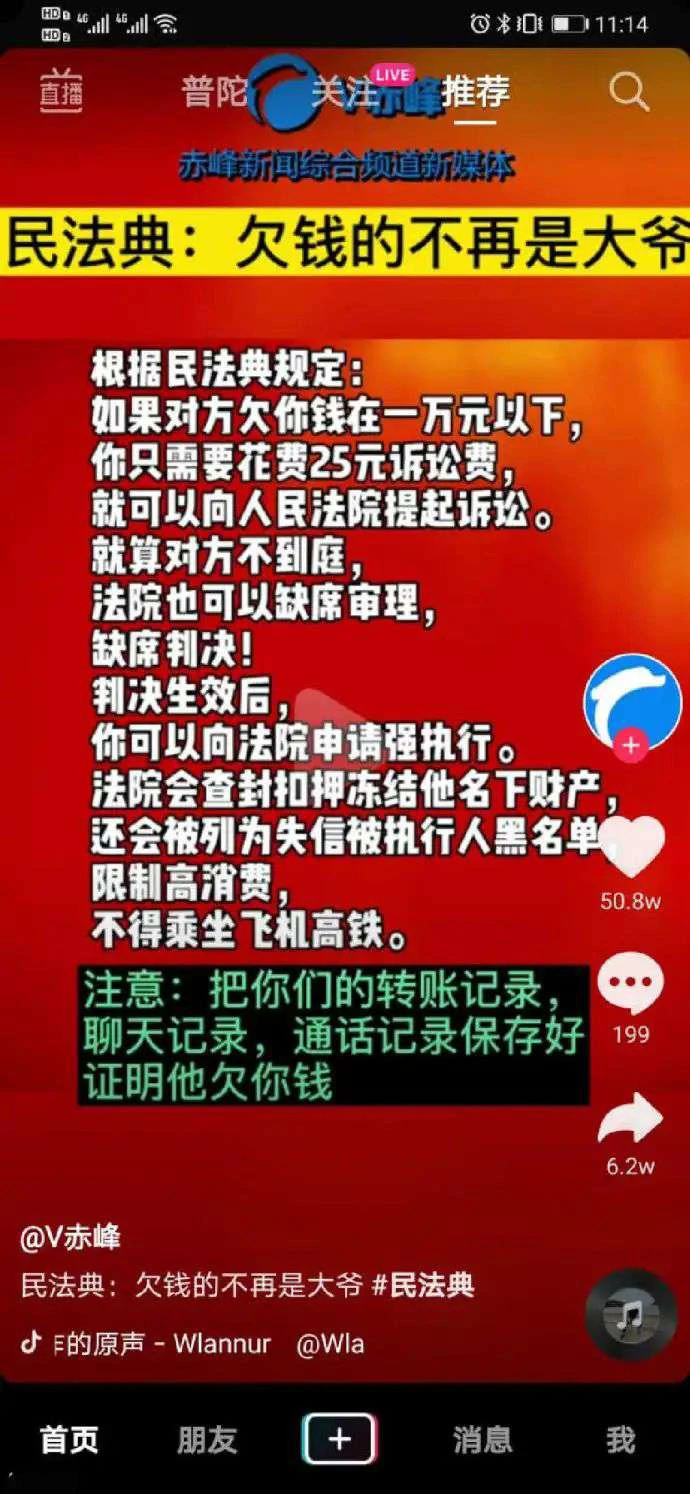 HD 4G 4G 11:14
HD 2
直播 普陀 关注 LIVE 推荐
赤峰新闻综合频道新媒体
民法典：欠钱的不再是大爷
根据民法典规定：
如果对方欠你钱在一万元以下，
你只需要花费25元诉讼费，
就可以向人民法院提起诉讼。
就算对方不到庭，
法院也可以缺席审理，
缺席判决！
判决生效后，
你可以向法院申请强执行。
法院会查封扣押冻结他名下财产，
还会被列为失信被执行人黑名单，
限制高消费，
不得乘坐飞机高铁。
50.8w
注意：把你们的转账记录，
聊天记录，通话记录保存好
证明他欠你钱
199
6.2w
@V赤峰
民法典：欠钱的不再是大爷 #民法典
的原声 - Wlannur @Wla
首页 朋友 消息 我